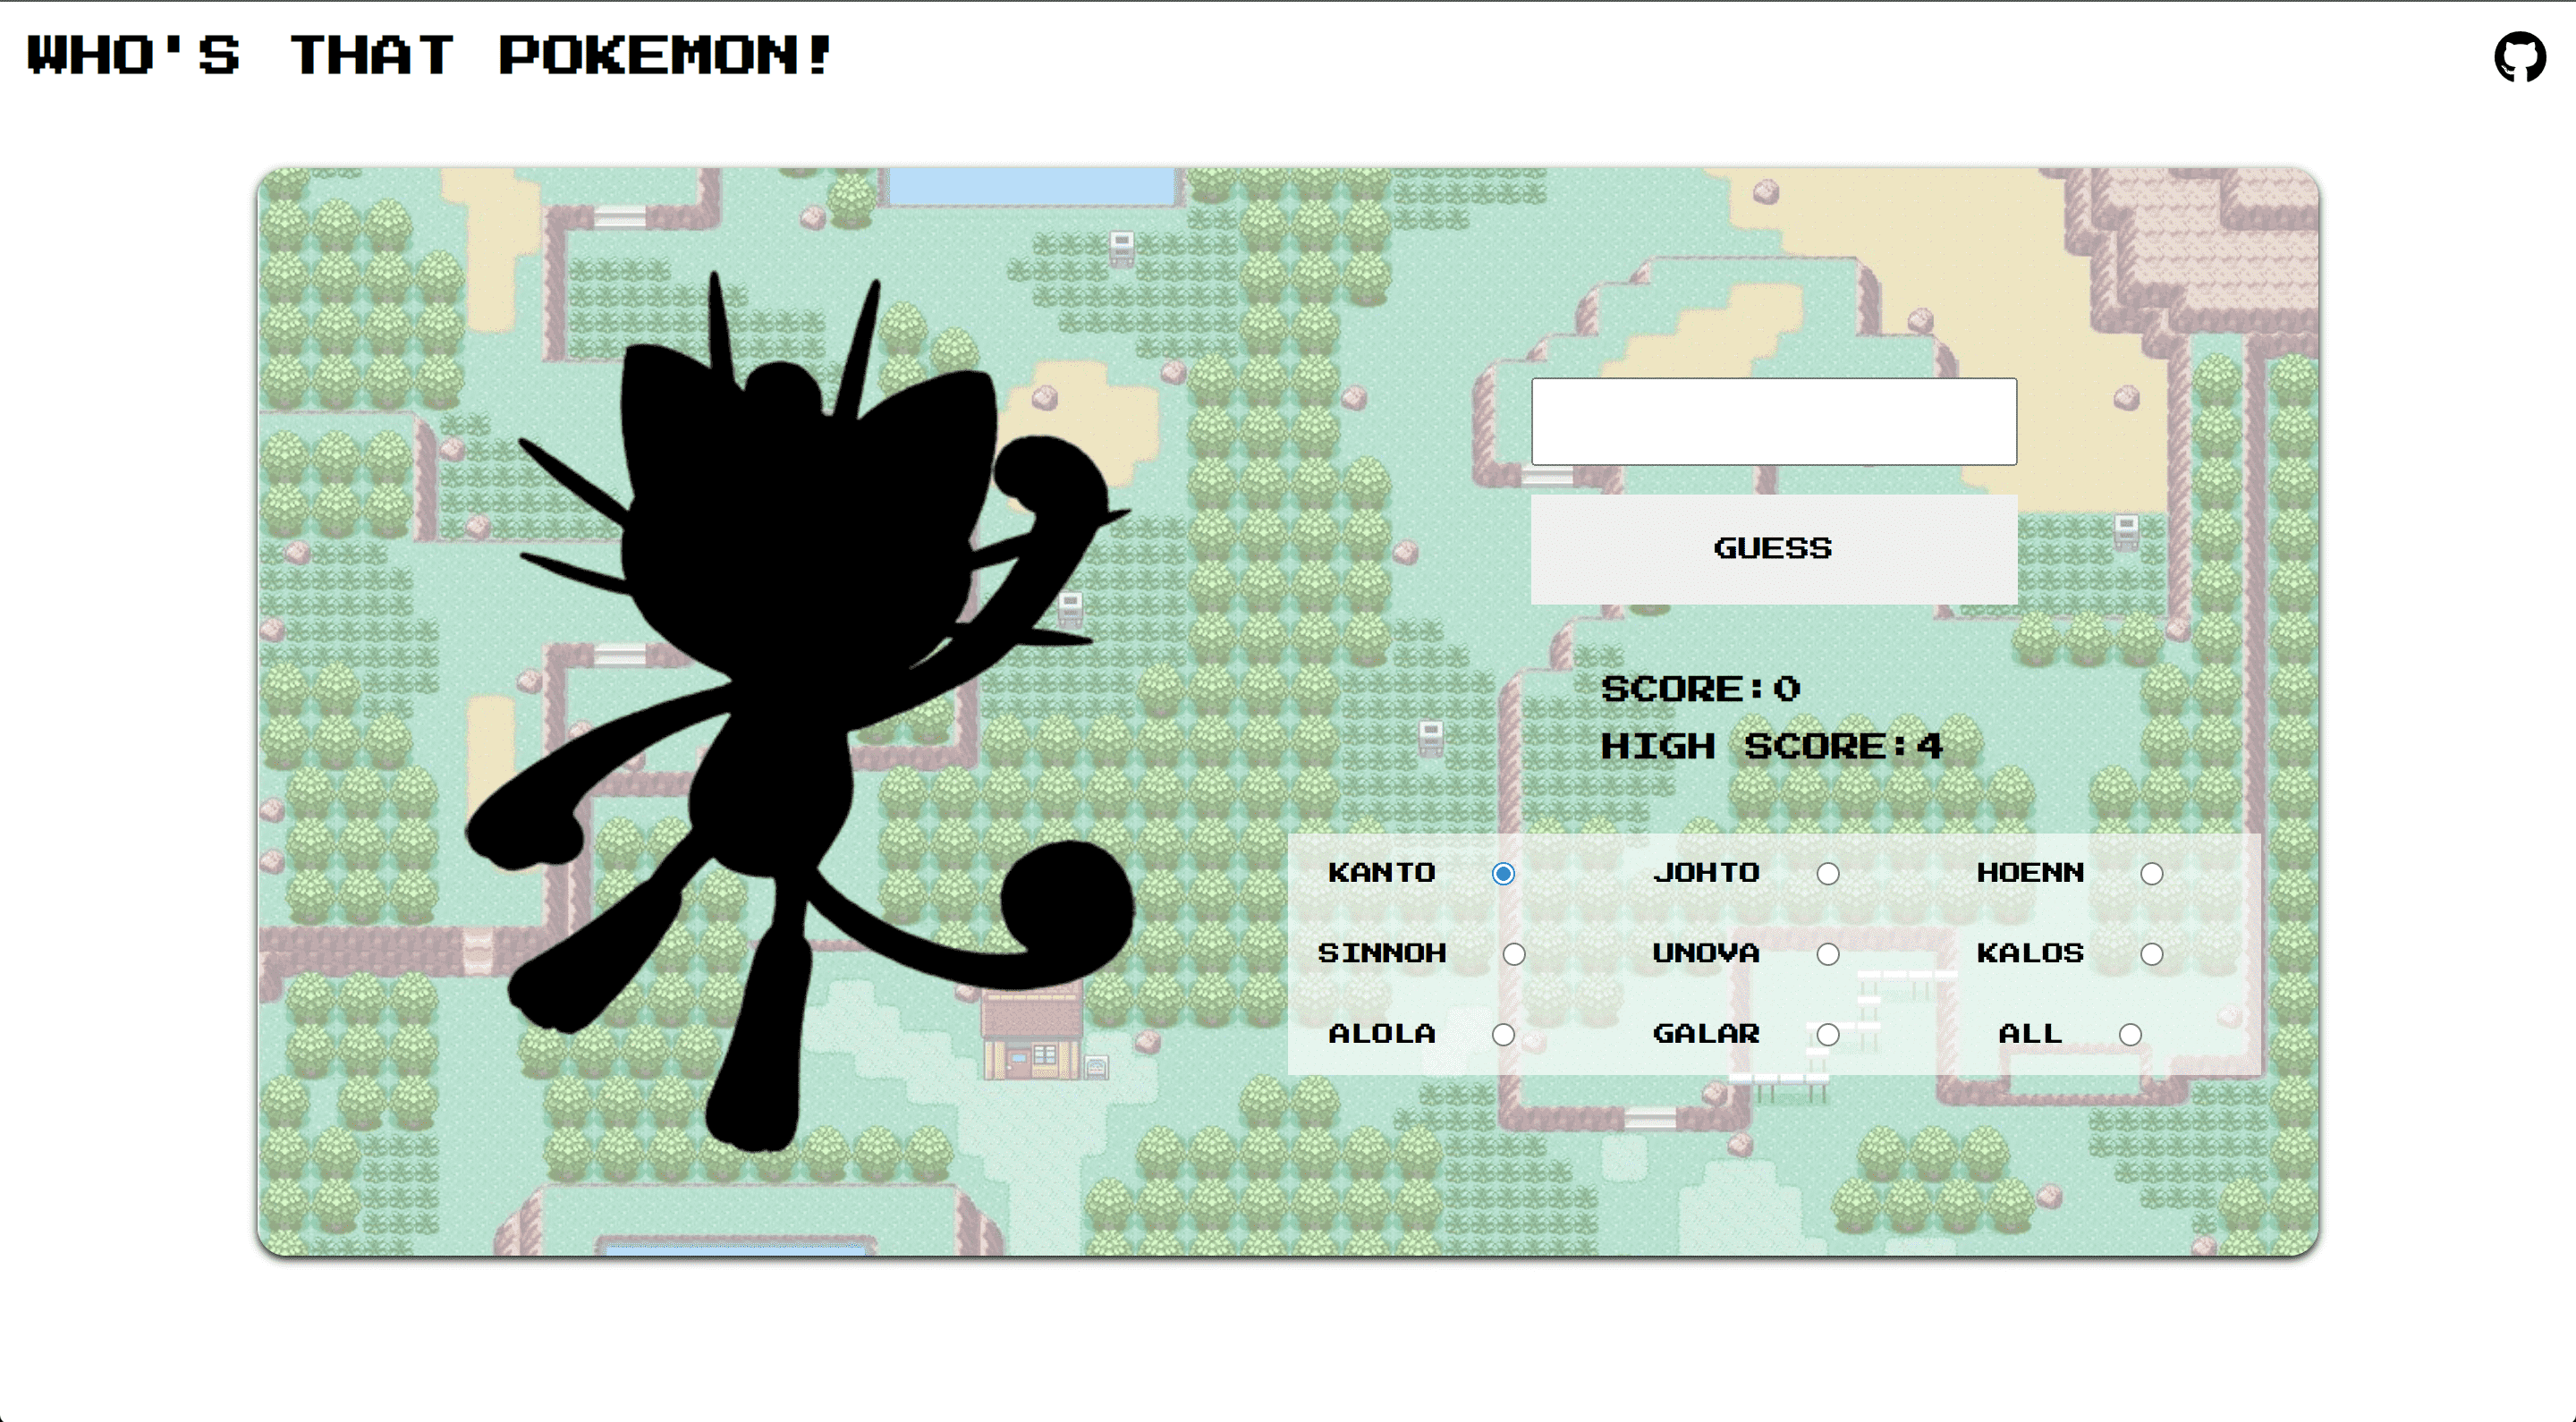 WHO'S THAT POKEMON!
GUESS
SCORE:0
HIGH SCORE:4
KANTO JOHTO HOENN
SINNOH UNOVA KALOS
ALOLA GALAR ALL